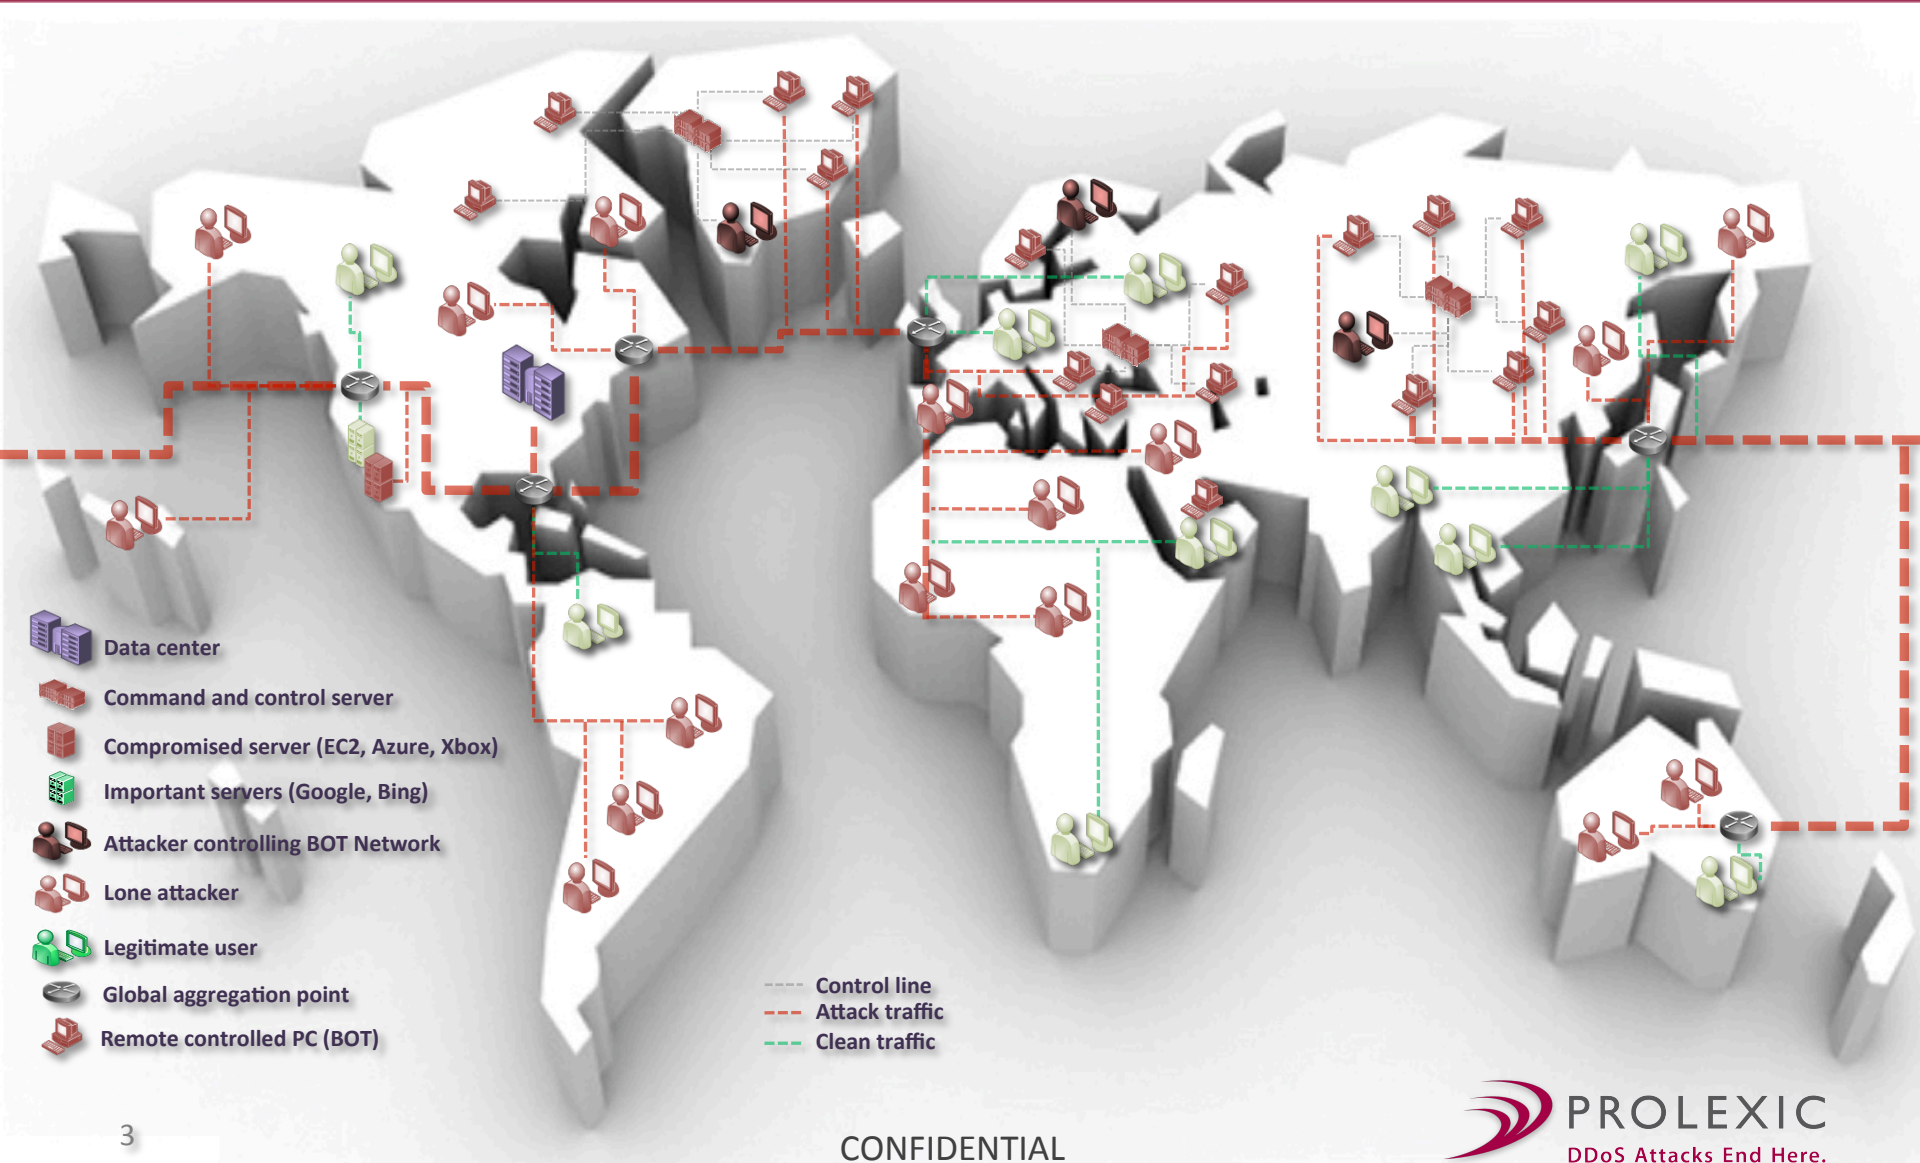 Data center
Command and control server
Compromised server (EC2, Azure, Xbox)
Important servers (Google, Bing)
Attacker controlling BOT Network
Lone attacker
Legitimate user
Global aggregation point
Remote controlled PC (BOT)
Control line
Attack traffic
Clean traffic
3
CONFIDENTIAL
PROLEXIC
DDoS Attacks End Here.